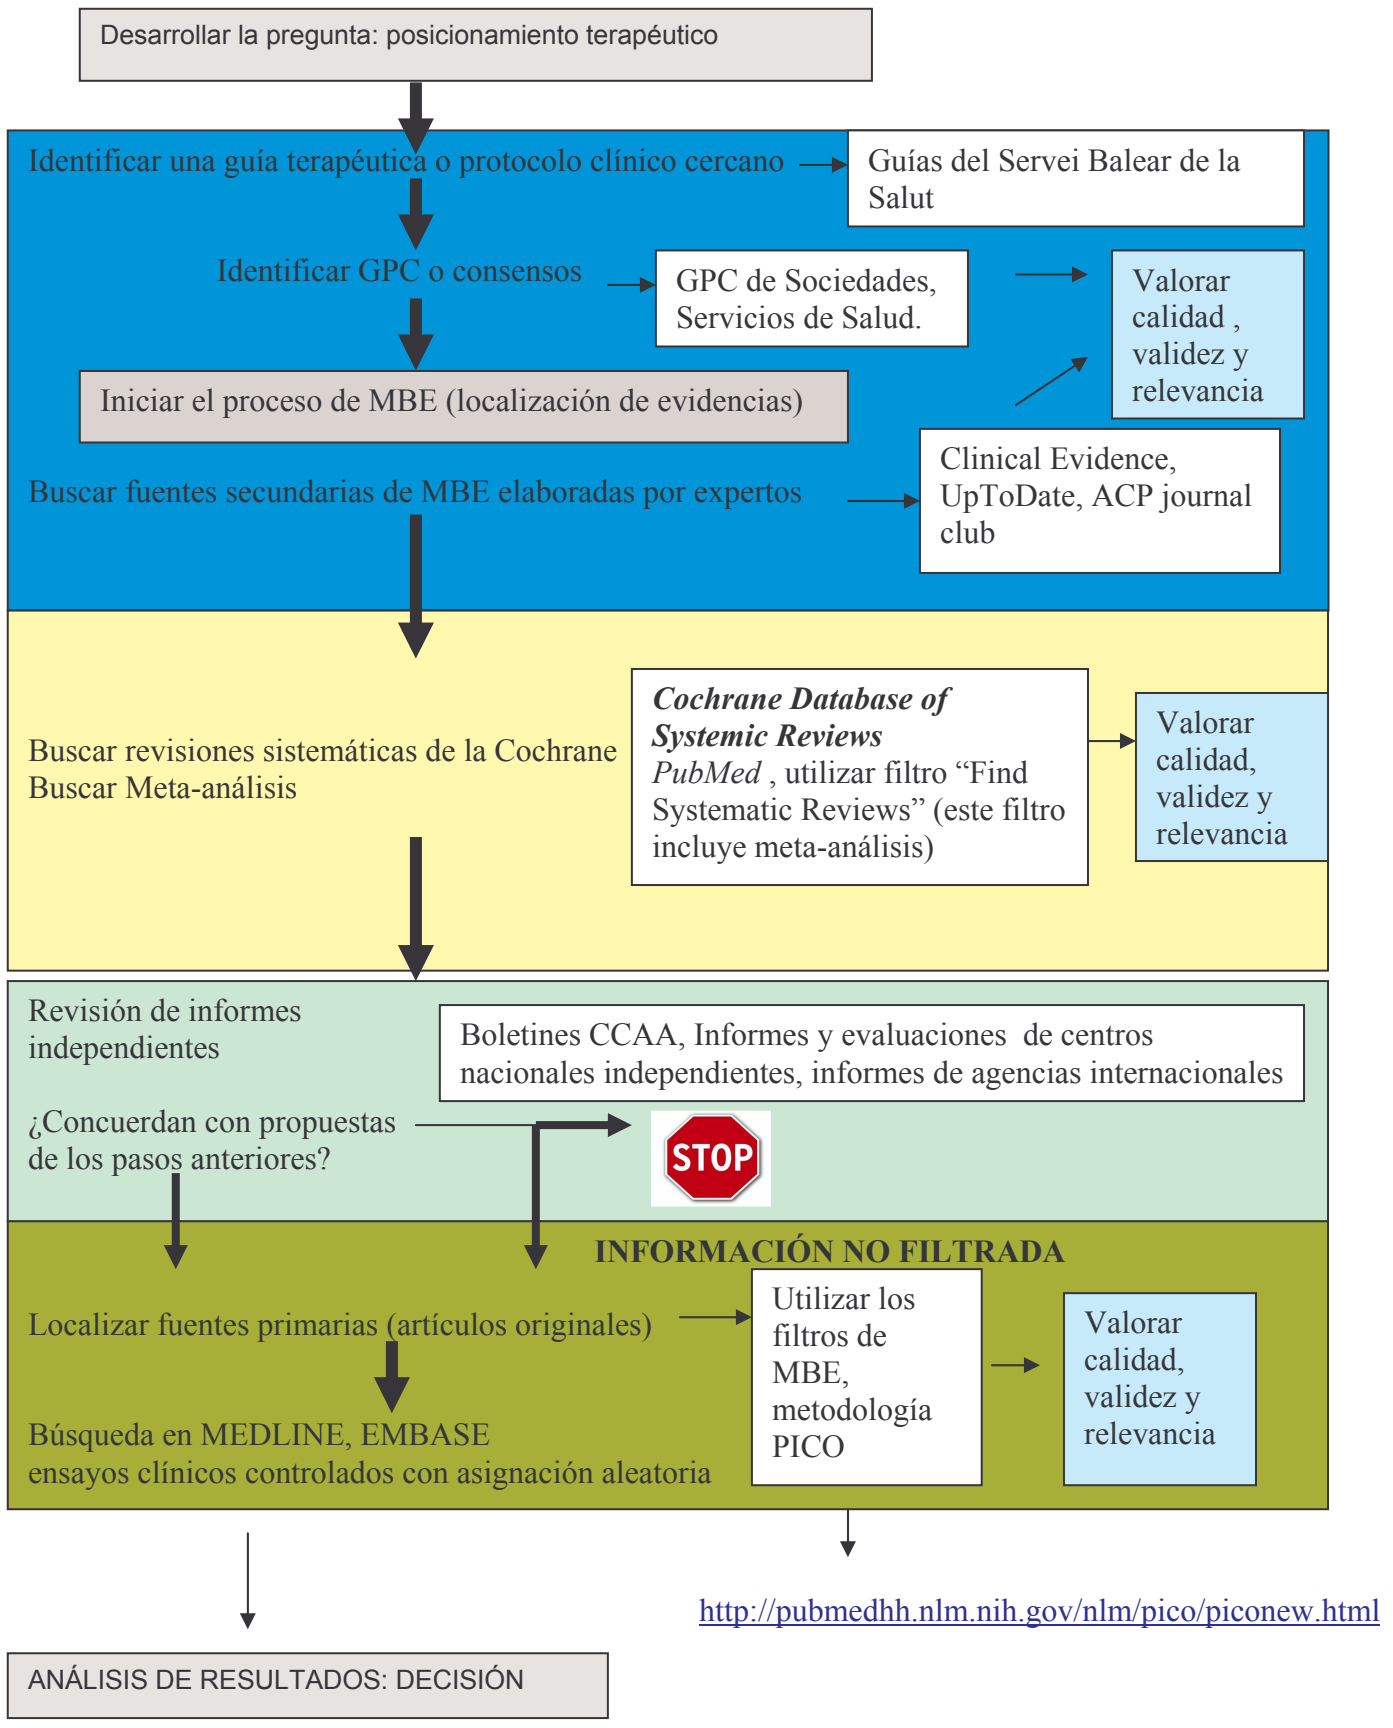 Desarrollar la pregunta: posicionamiento terapéutico
Identificar una guía terapéutica o protocolo clínico cercano
Guías del Servei Balear de la
Salut
Identificar GPC o consensos
GPC de Sociedades,
Servicios de Salud.
Valorar
calidad ,
validez y
relevancia
Iniciar el proceso de MBE (localización de evidencias)
Buscar fuentes secundarias de MBE elaboradas por expertos
Clinical Evidence,
UpToDate, ACP journal
club
Buscar revisiones sistemáticas de la Cochrane
Buscar Meta-análisis
Cochrane Database of
Systemic Reviews
PubMed , utilizar filtro “Find
Systematic Reviews” (este filtro
incluye meta-análisis)
Valorar
calidad,
validez y
relevancia
Revisión de informes
independientes
Boletines CCAA, Informes y evaluaciones de centros
nacionales independientes, informes de agencias internacionales
¿Concuerdan con propuestas
de los pasos anteriores?
STOP
INFORMACIÓN NO FILTRADA
Localizar fuentes primarias (artículos originales)
Utilizar los
filtros de
MBE,
metodología
PICO
Valorar
calidad,
validez y
relevancia
Búsqueda en MEDLINE, EMBASE
ensayos clínicos controlados con asignación aleatoria
http://pubmedhh.nlm.nih.gov/nlm/pico/piconew.html
ANÁLISIS DE RESULTADOS: DECISIÓN